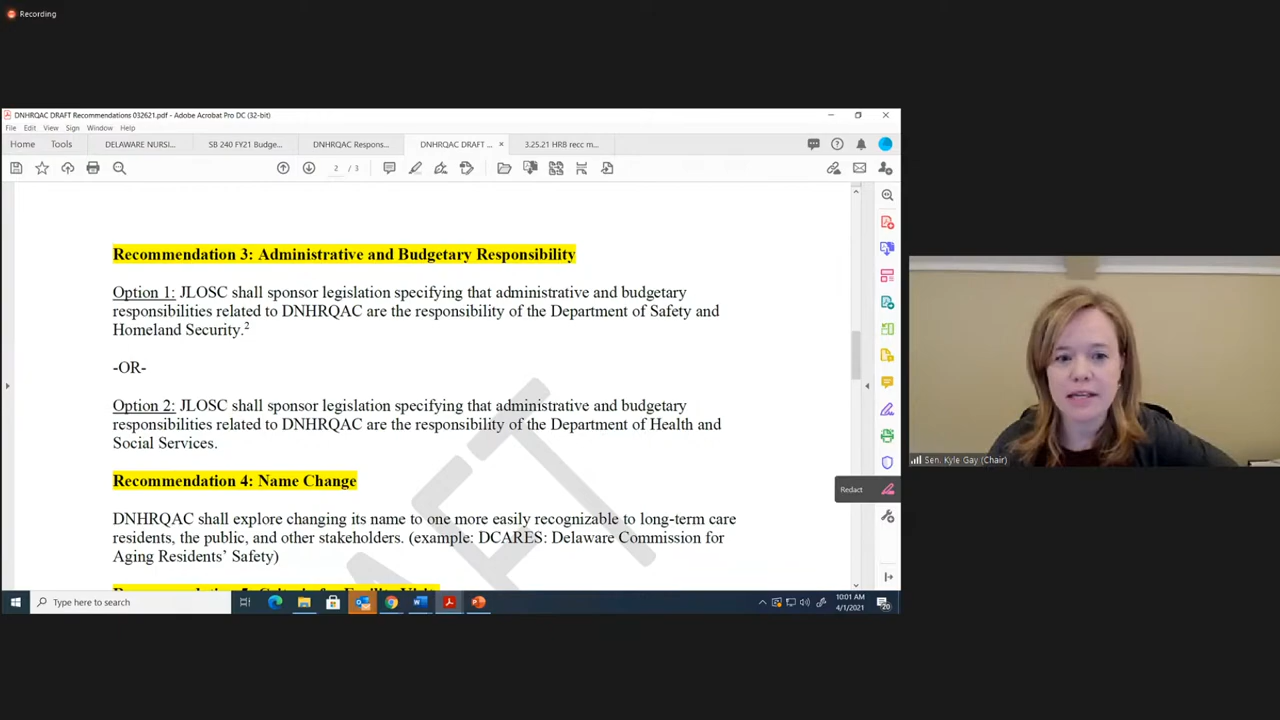 Recording
DNHRQAC DRAFT Recommendations 032621.pdf - Adobe Acrobat Pro DC (32-bit)
File Edit View Sign Window Help
Home Tools DELAWARE NURSI... SB 240 FY21 Budge... DNHRQAC Respons... DNHRQAC DRAFT ... × 3.25.21 HRB recc m...
2 / 3
Recommendation 3: Administrative and Budgetary Responsibility
Option 1: JLOSC shall sponsor legislation specifying that administrative and budgetary
responsibilities related to DNHRQAC are the responsibility of the Department of Safety and
Homeland Security.2
-OR-
Option 2: JLOSC shall sponsor legislation specifying that administrative and budgetary
responsibilities related to DNHRQAC are the responsibility of the Department of Health and
Social Services.
Recommendation 4: Name Change
DNHRQAC shall explore changing its name to one more easily recognizable to long-term care
residents, the public, and other stakeholders. (example: DCARES: Delaware Commission for
Aging Residents' Safety)
DRAFT
Redact
Sen. Kyle Gay (Chair)
Type here to search
10:01 AM
4/1/2021
20